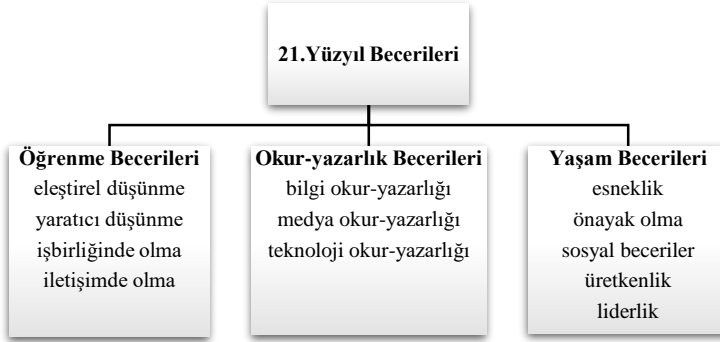 21.Yüzyıl Becerileri
Öğrenme Becerileri
eleştirel düşünme
yaratıcı düşünme
işbirliğinde olma
iletişimde olma
Okur-yazarlık Becerileri
bilgi okur-yazarlığı
medya okur-yazarlığı
teknoloji okur-yazarlığı
Yaşam Becerileri
esneklik
önayak olma
sosyal beceriler
üretkenlik
liderlik